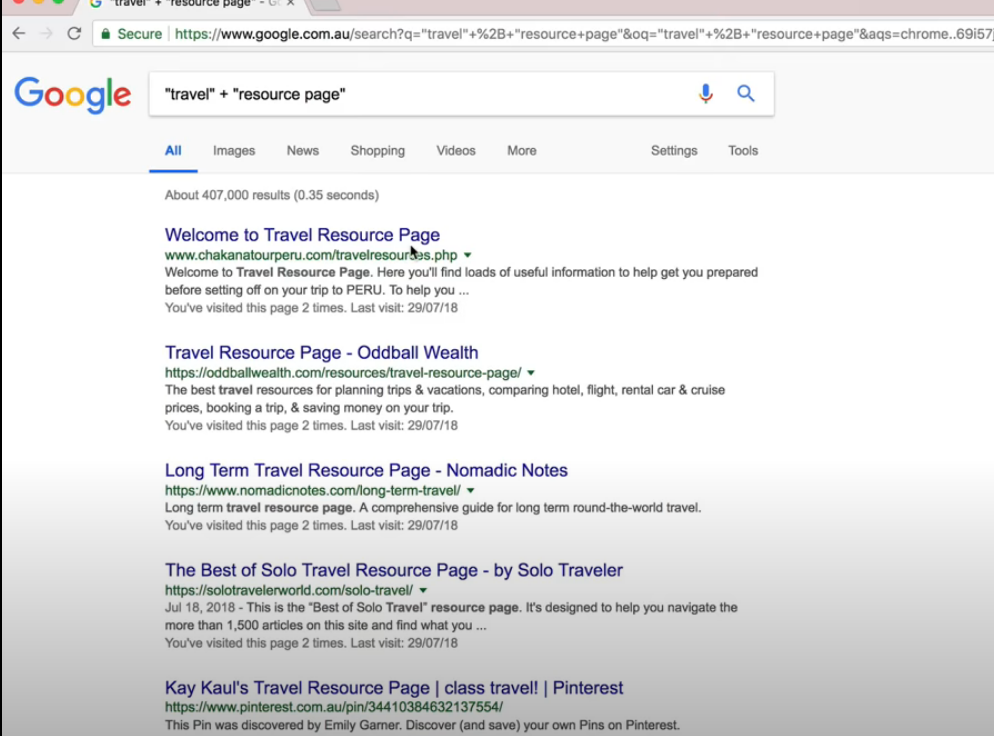 "travel" + "resource page" - Go
Secure
https://www.google.com.au/search?q="travel"+%2B+"resource+page"&oq="travel"+%2B+"resource+page"&aqs=chrome..69i57j
Google
"travel" + "resource page"
All Images News Shopping Videos More Settings Tools
About 407,000 results (0.35 seconds)
Welcome to Travel Resource Page
www.chakanatourperu.com/travelresourses.php
Welcome to Travel Resource Page. Here you'll find loads of useful information to help get you prepared
before setting off on your trip to PERU. To help you ...
You've visited this page 2 times. Last visit: 29/07/18
Travel Resource Page - Oddball Wealth
https://oddballwealth.com/resources/travel-resource-page/
The best travel resources for planning trips & vacations, comparing hotel, flight, rental car & cruise
prices, booking a trip, & saving money on your trip.
You've visited this page 2 times. Last visit: 29/07/18
Long Term Travel Resource Page - Nomadic Notes
https://www.nomadicnotes.com/long-term-travel/
Long term travel resource page. A comprehensive guide for long term round-the-world travel.
You've visited this page 2 times. Last visit: 29/07/18
The Best of Solo Travel Resource Page - by Solo Traveler
https://solotravelerworld.com/solo-travel/
Jul 18, 2018 - This is the "Best of Solo Travel" resource page. It's designed to help you navigate the
more than 1,500 articles on this site and find what you ...
You've visited this page 2 times. Last visit: 29/07/18
Kay Kaul's Travel Resource Page | class travel! | Pinterest
https://www.pinterest.com.au/pin/34410384632137554/
This Pin was discovered by Emily Garner. Discover (and save) your own Pins on Pinterest.